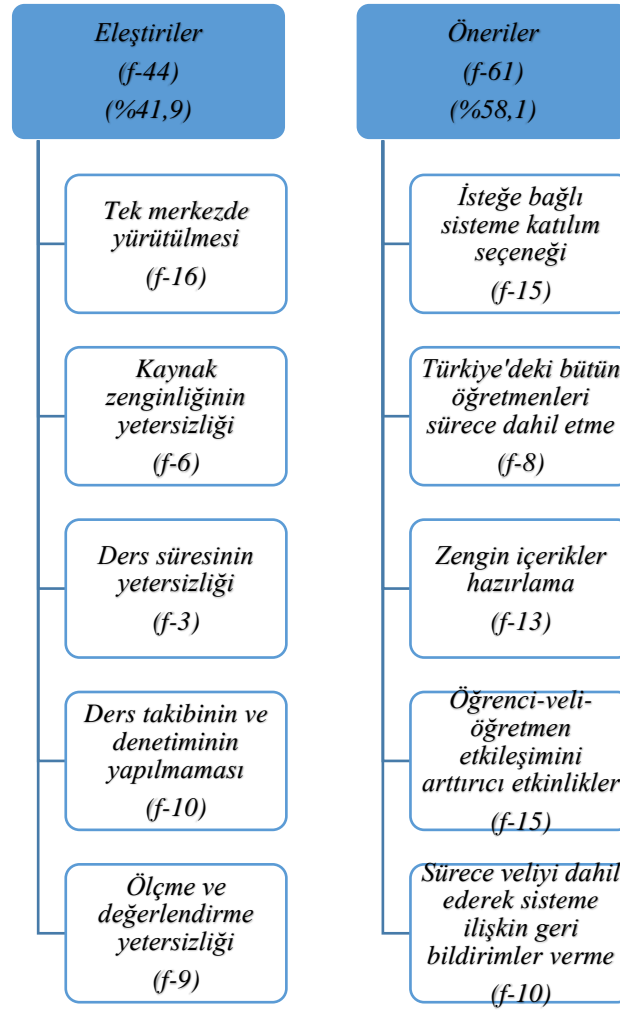 Eleştiriler
(f-44)
(%41,9)
Tek merkezde
yürütülmesi
(f-16)
Kaynak
zenginliğinin
yetersizliği
(f-6)
Ders süresinin
yetersizliği
(f-3)
Ders takibinin ve
denetiminin
yapılmaması
(f-10)
Ölçme ve
değerlendirme
yetersizliği
(f-9)
Öneriler
(f-61)
(%58,1)
İsteğe bağlı
sisteme katılım
seçeneği
(f-15)
Türkiye'deki bütün
öğretmenleri
sürece dahil etme
(f-8)
Zengin içerikler
hazırlama
(f-13)
Öğrenci-veli-
öğretmen
etkileşimini
arttırıcı etkinlikler
(f-15)
Sürece veliyi dahil
ederek sisteme
ilişkin geri
bildirimler verme
(f-10)